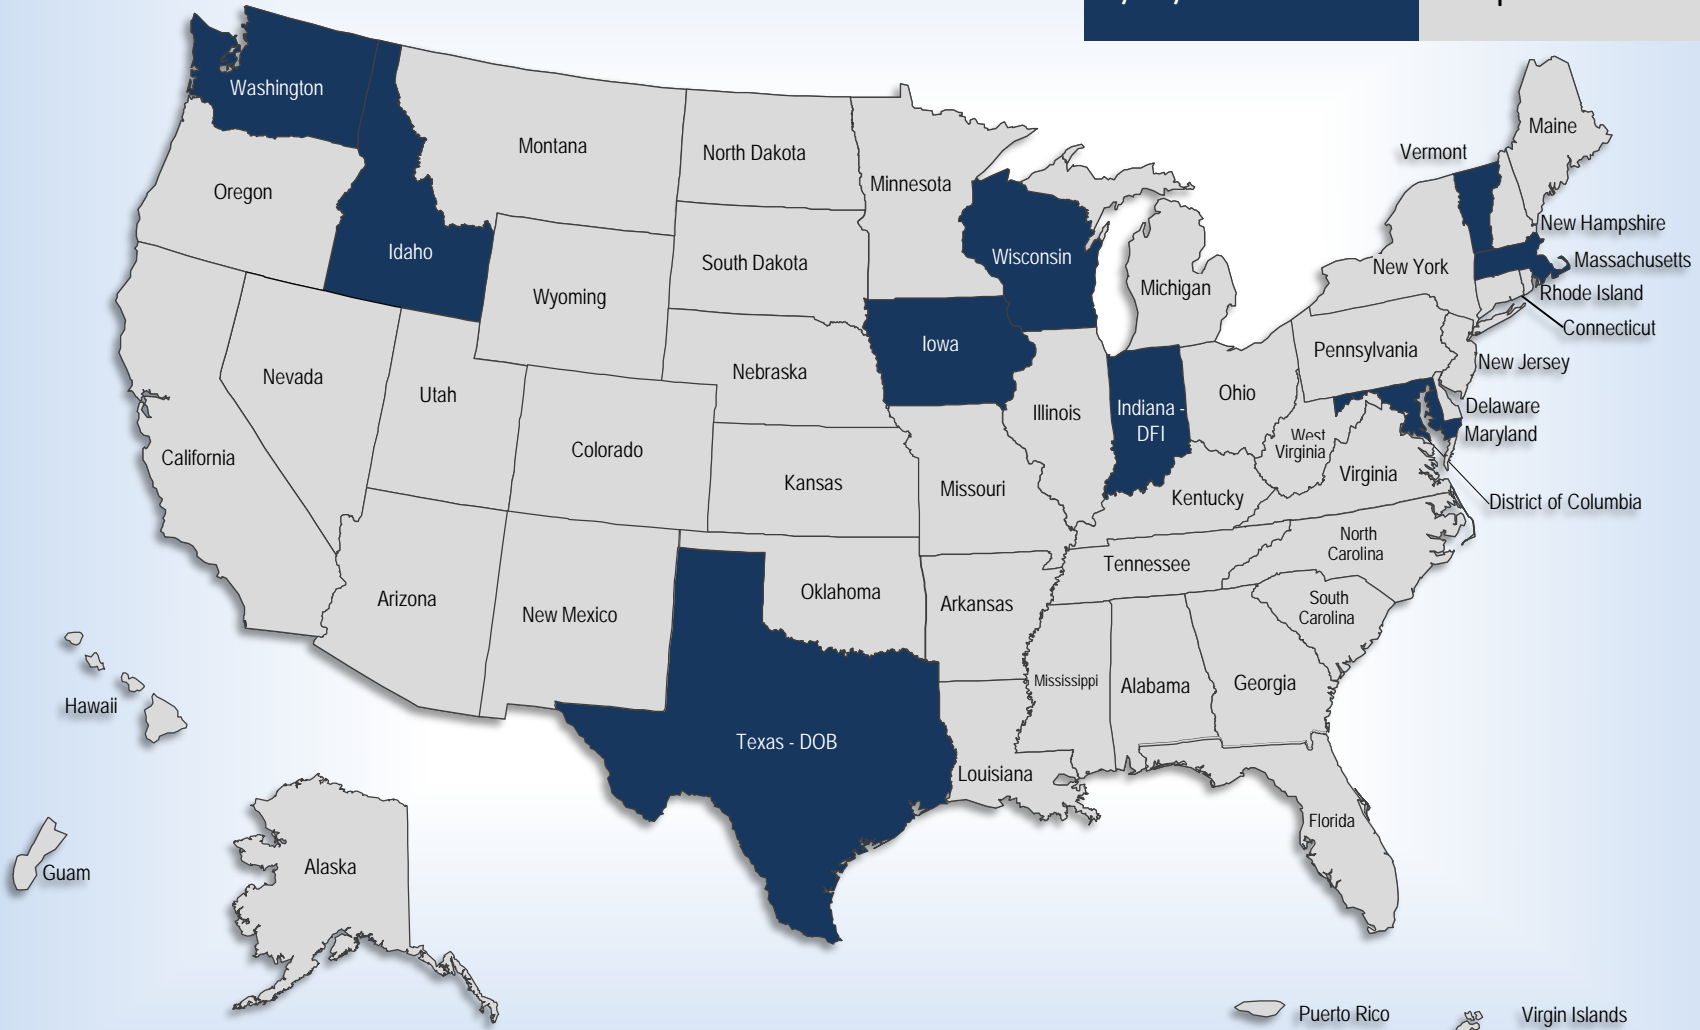 Washington
Montana
North Dakota
Minnesota
Maine
Vermont
Oregon
Idaho
South Dakota
Wisconsin
New Hampshire
New York
Massachusetts
Wyoming
Michigan
Rhode Island
Connecticut
Iowa
Pennsylvania
New Jersey
Nevada
Utah
Nebraska
Illinois
Indiana -
DFI
Ohio
Delaware
Maryland
California
Colorado
Kansas
Missouri
Kentucky
West
Virginia
Virginia
District of Columbia
Arizona
New Mexico
Oklahoma
Arkansas
Tennessee
North
Carolina
South
Carolina
Mississippi
Alabama
Georgia
Hawaii
Texas - DOB
Louisiana
Florida
Guam
Alaska
Puerto Rico
Virgin Islands